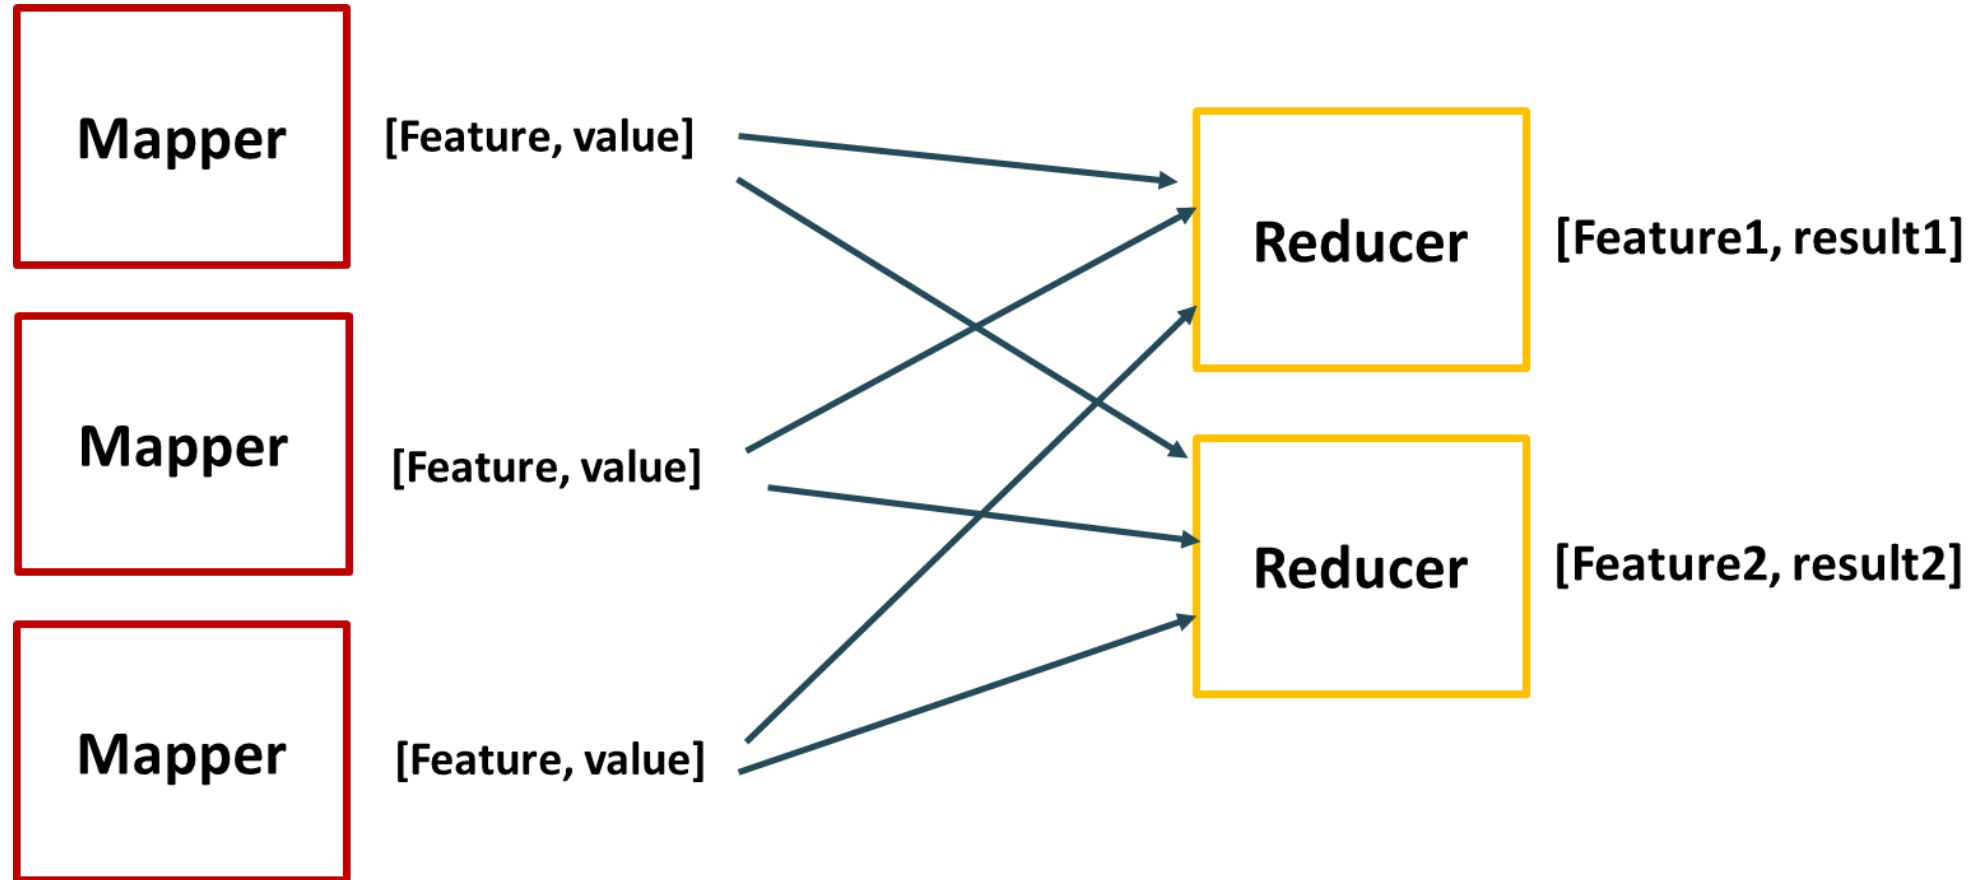 Mapper
[Feature, value]
Mapper
[Feature, value]
Mapper
[Feature, value]
Reducer
[Feature1, result1]
Reducer
[Feature2, result2]